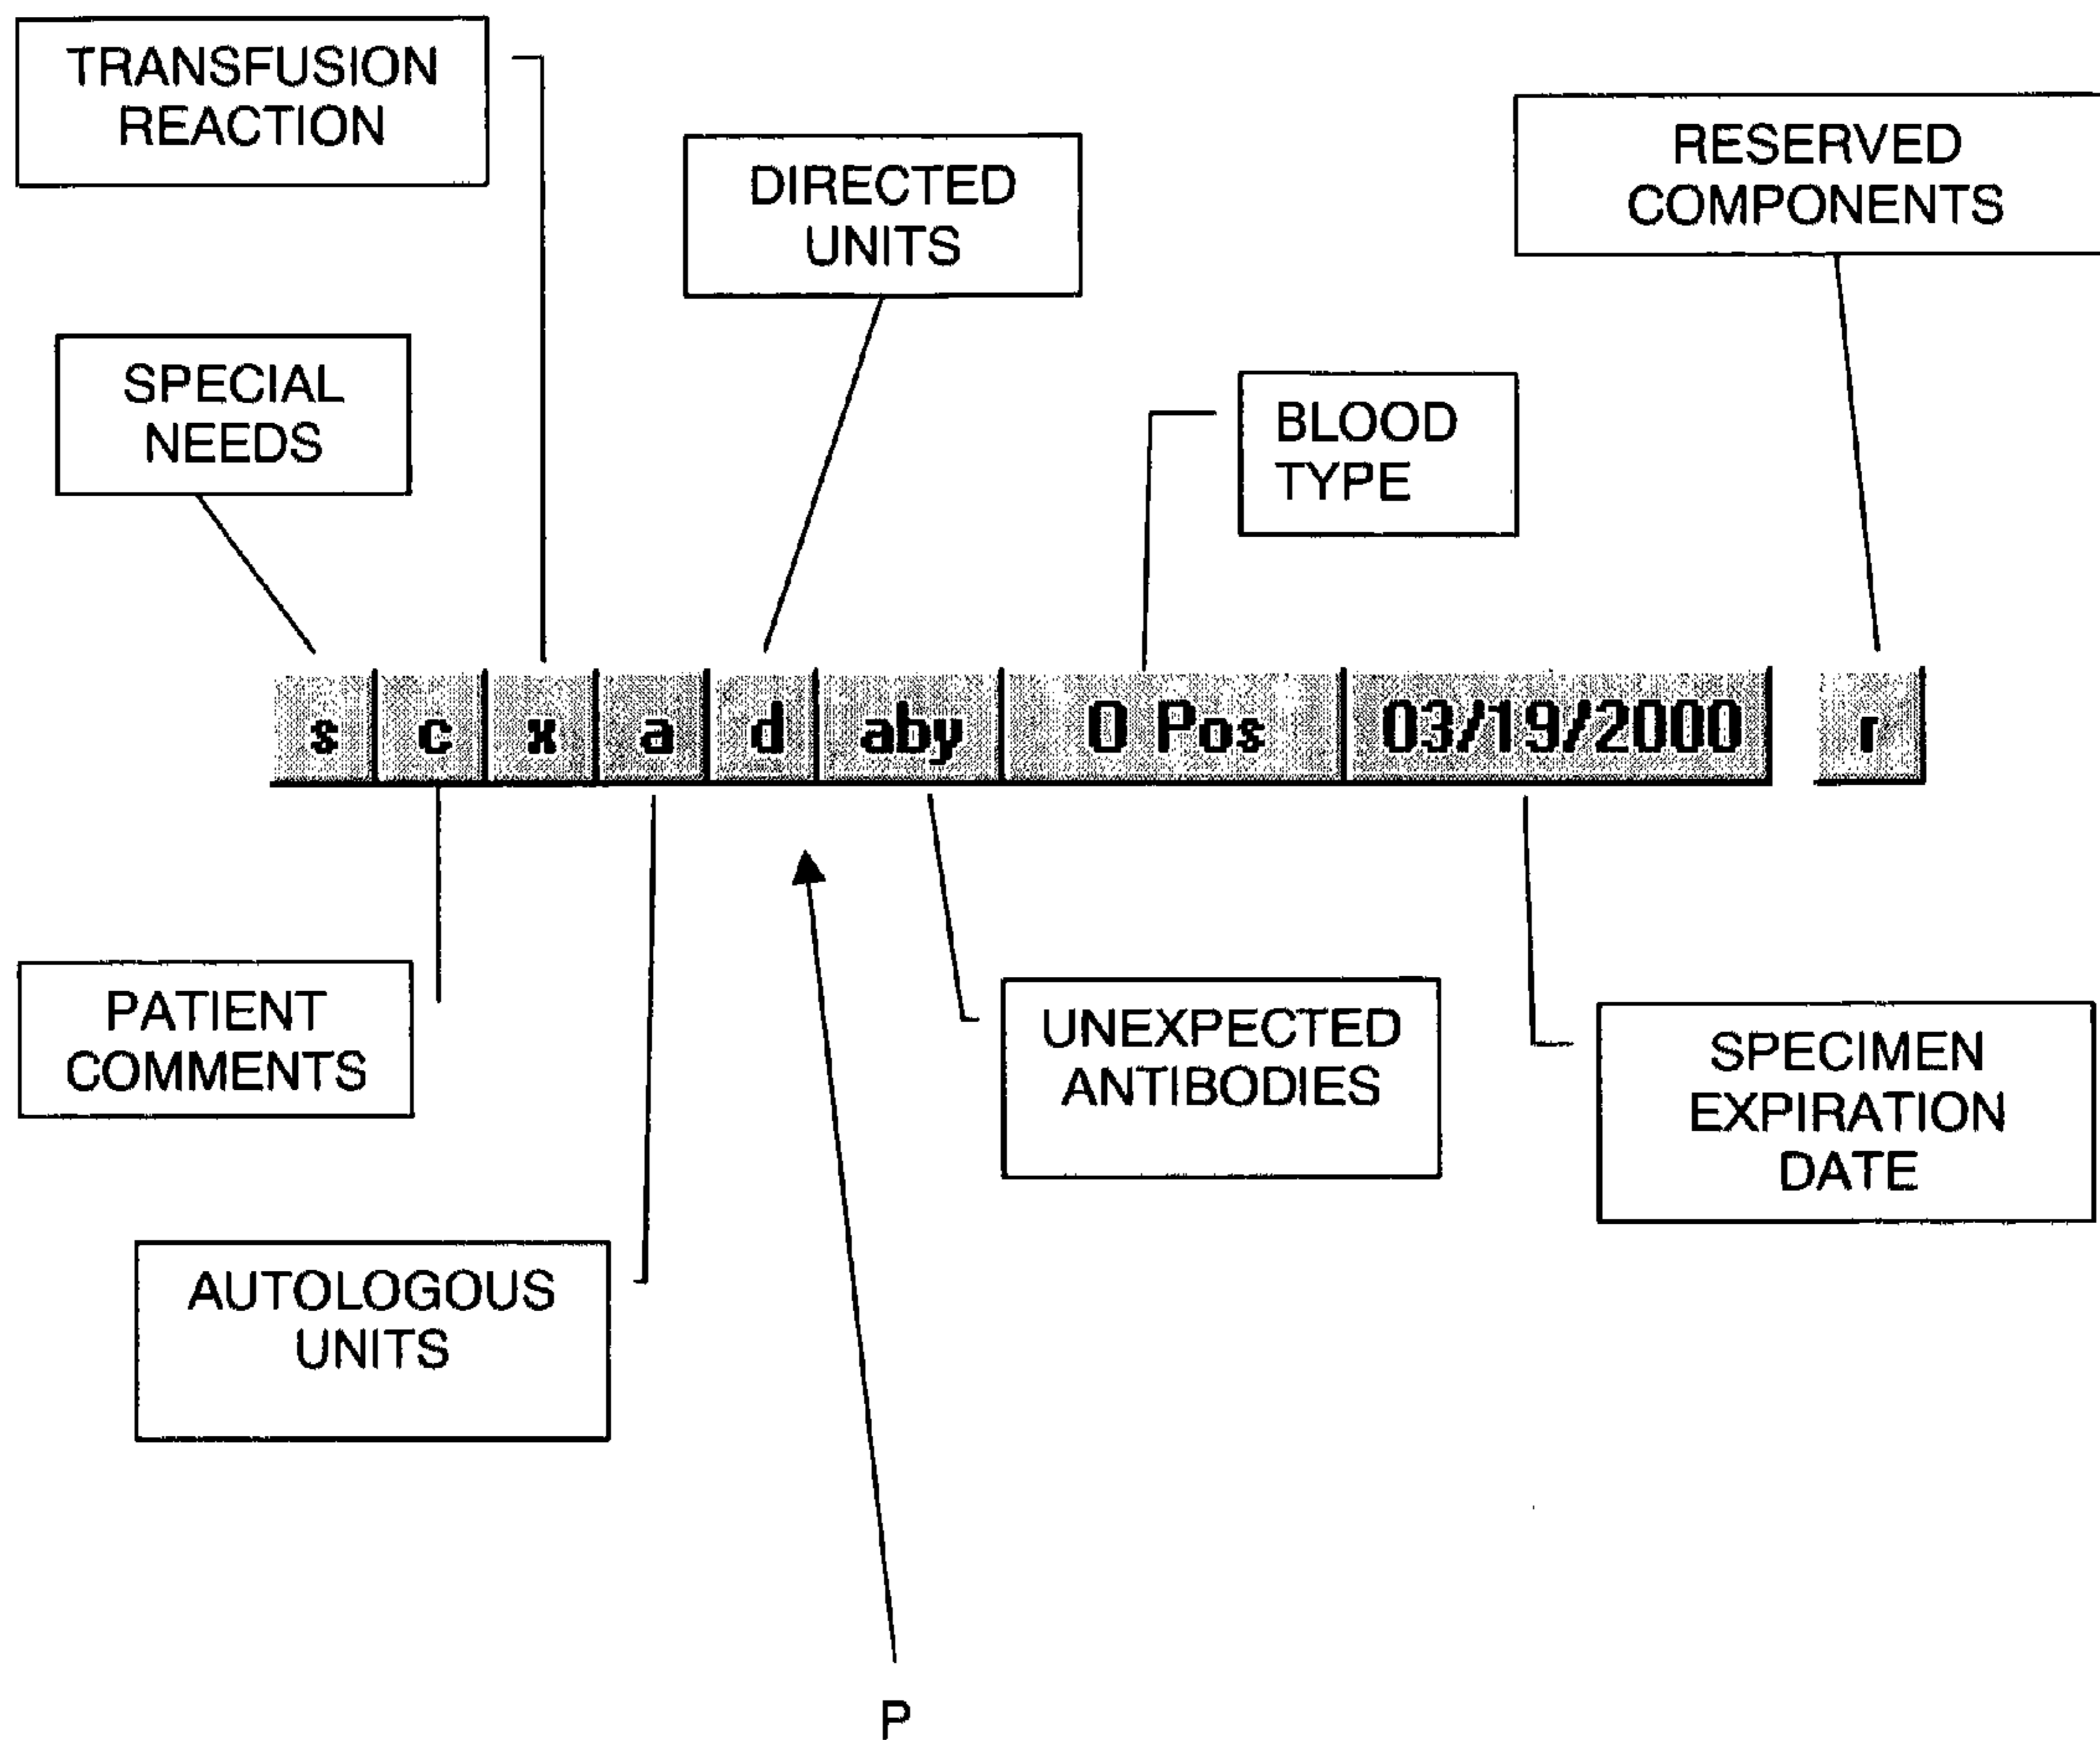 TRANSFUSION
REACTION
DIRECTED
UNITS
RESERVED
COMPONENTS
SPECIAL
NEEDS
BLOOD
TYPE
s c x a d aby O Pos 03/19/2000 r
PATIENT
COMMENTS
UNEXPECTED
ANTIBODIES
SPECIMEN
EXPIRATION
DATE
AUTOLOGOUS
UNITS
P